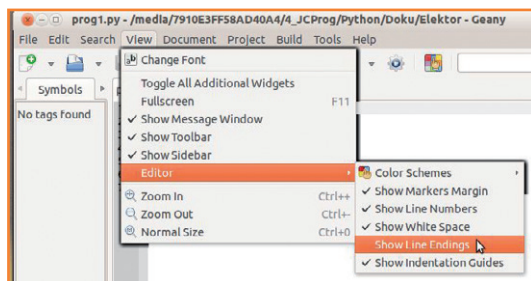 prog1.py - /media/7910E3FF58AD40A4/4_JCProg/Python/Doku/Elektor - Geany
File Edit Search View Document Project Build Tools Help
Change Font
Symbols
Toggle All Additional Widgets
No tags found
Fullscreen F11
Show Message Window
Show Toolbar
Show Sidebar
Editor
Color Schemes
Zoom In Ctrl++
Show Markers Margin
Zoom Out Ctrl+-
Show Line Numbers
Normal Size Ctrl+0
Show White Space
Show Line Endings
Show Indentation Guides